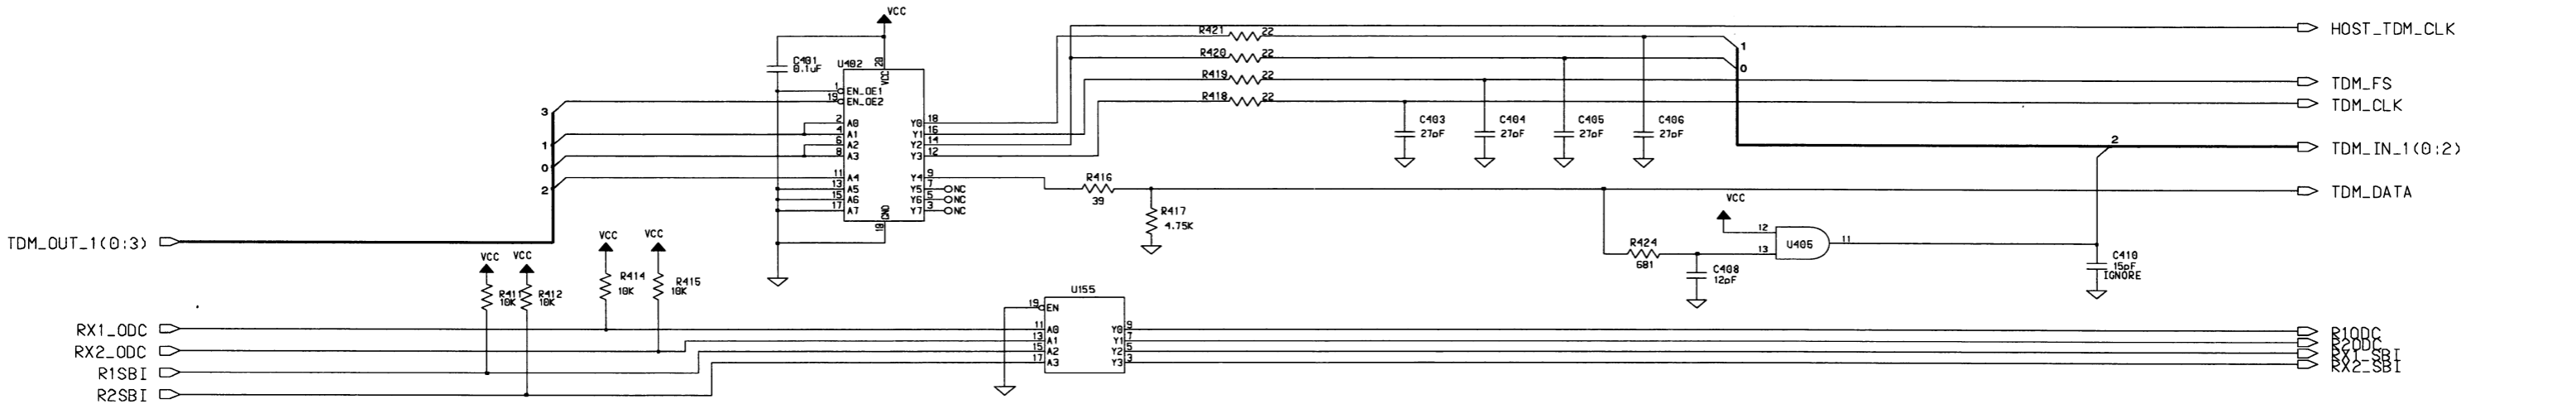 VCC
HOST_TDM_CLK
R421 22
1
R420 22
C401
0.1uF
U402
20
VCC
0
R419 22
TDM_FS
1 EN_OE1
19 EN_OE2
R418 22
TDM_CLK
3
2 A0 Y0 18
4 A1 Y1 16
6 A2 Y2 14
8 A3 Y3 12
C403
27pF
C404
27pF
C405
27pF
C406
27pF
1
0
2
2
TDM_IN_1(0:2)
11 A4 Y4 9
13 A5 Y5 7 NC
15 A6 Y6 5 NC
17 A7 Y7 3 NC
GND
10
R416
39
TDM_DATA
R417
4.75K
VCC
12
13
U405
11
R424
681
C408
12pF
C410
15pF
IGNORE
TDM_OUT_1(0:3)
VCC
VCC
VCC
VCC
R414
10K
R415
10K
R411
10K
R412
10K
U155
19 EN
RX1_ODC
11 A0 Y0 9
R1ODC
RX2_ODC
13 A1 Y1 7
R2ODC
15 A2 Y2 5
RX1_SBI
R1SBI
17 A3 Y3 3
RX2_SBI
R2SBI